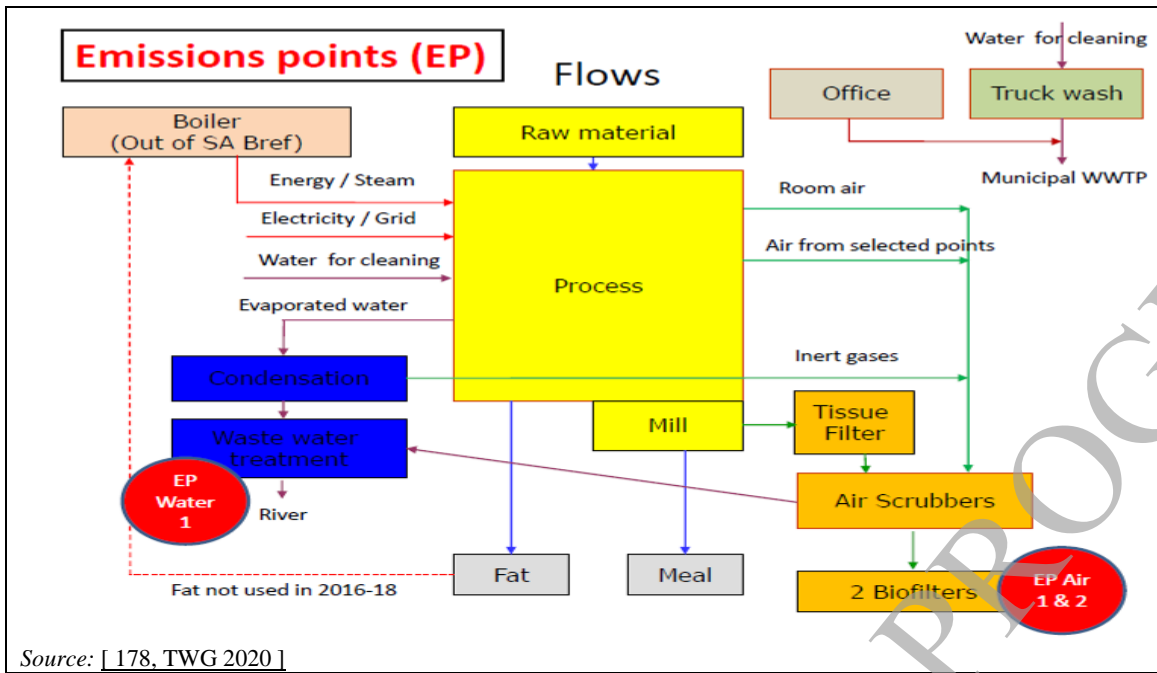 Emissions points (EP)
Flows
Water for cleaning
Office
Truck wash
Boiler
(Out of SA Bref)
Raw material
Municipal WWTP
Energy / Steam
Room air
Electricity / Grid
Air from selected points
Water for cleaning
Process
Evaporated water
Inert gases
Condensation
Mill
Tissue
Filter
Waste water
treatment
EP
Water
1
River
Air Scrubbers
Fat
Meal
Fat not used in 2016-18
2 Biofilters
EP Air
1 & 2
Source: [ 178, TWG 2020 ]
PROG